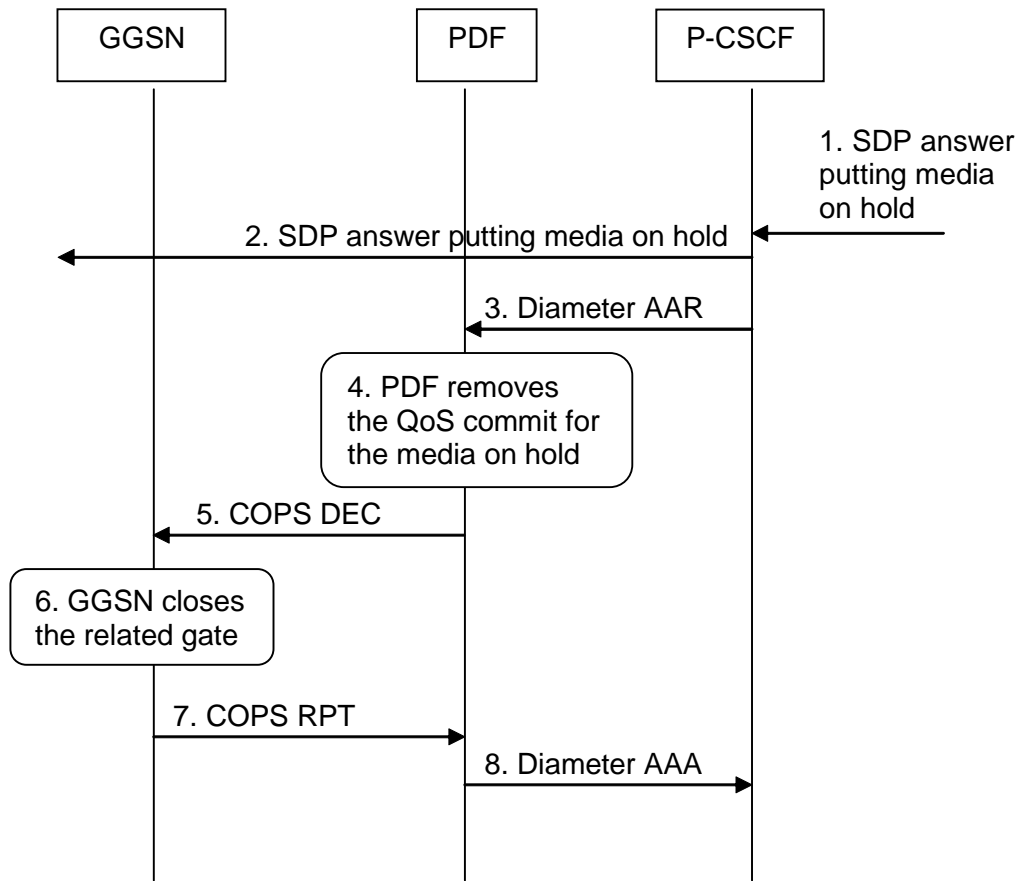 GGSN
PDF
P-CSCF
1. SDP answer
putting media
on hold
2. SDP answer putting media on hold
3. Diameter AAR
4. PDF removes
the QoS commit for
the media on hold
5. COPS DEC
6. GGSN closes
the related gate
7. COPS RPT
8. Diameter AAA